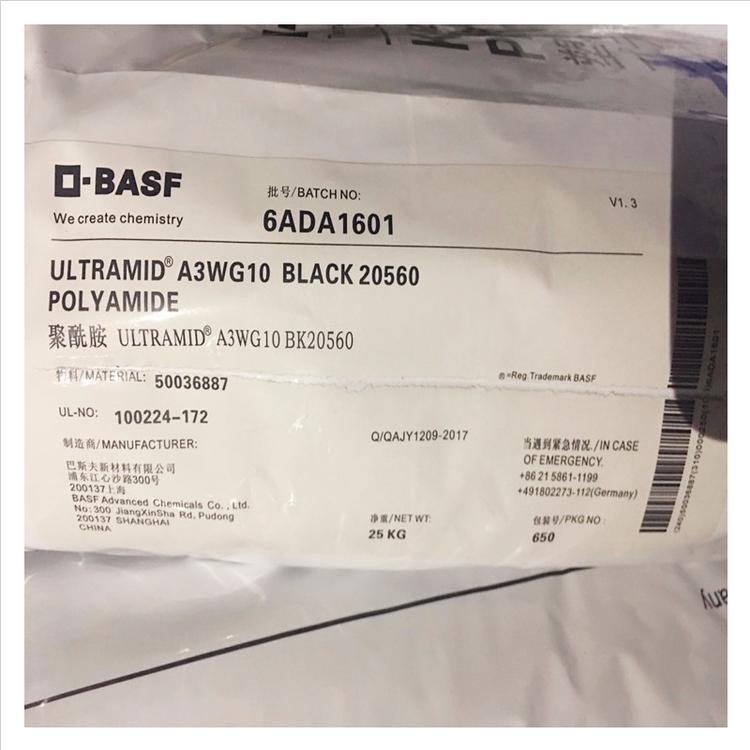 BASF
We create chemistry
批号/BATCH NO:
6ADA1601
V1.3
ULTRAMID® A3WG10 BLACK 20560
POLYAMIDE
聚酰胺 ULTRAMID® A3WG10 BK20560
物料/MATERIAL: 50036887
®=Reg.Trademark BASF
UL-NO: 100224-172
Q/QAJY1209-2017
制造商/MANUFACTURER:
巴斯夫新材料有限公司
浦东江心沙路300号
200137上海
BASF Advanced Chemicals Co., Ltd.
No:300 JiangXinSha Rd, Pudong
200137 SHANGHAI
CHINA
当遇到紧急情况./IN CASE
OF EMERGENCY.
+86 21 5861-1199
+491802273-112(Germany)
净重/NET WT:
25 KG
包装号/PKG NO:
650
any